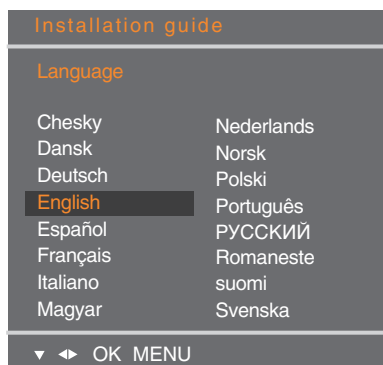 Installation guide
Language
Chesky
Dansk
Deutsch
English
Español
Français
Italiano
Magyar
Nederlands
Norsk
Polski
Português
РУССКИЙ
Romaneste
suomi
Svenska
▼ ◀▶ OK MENU